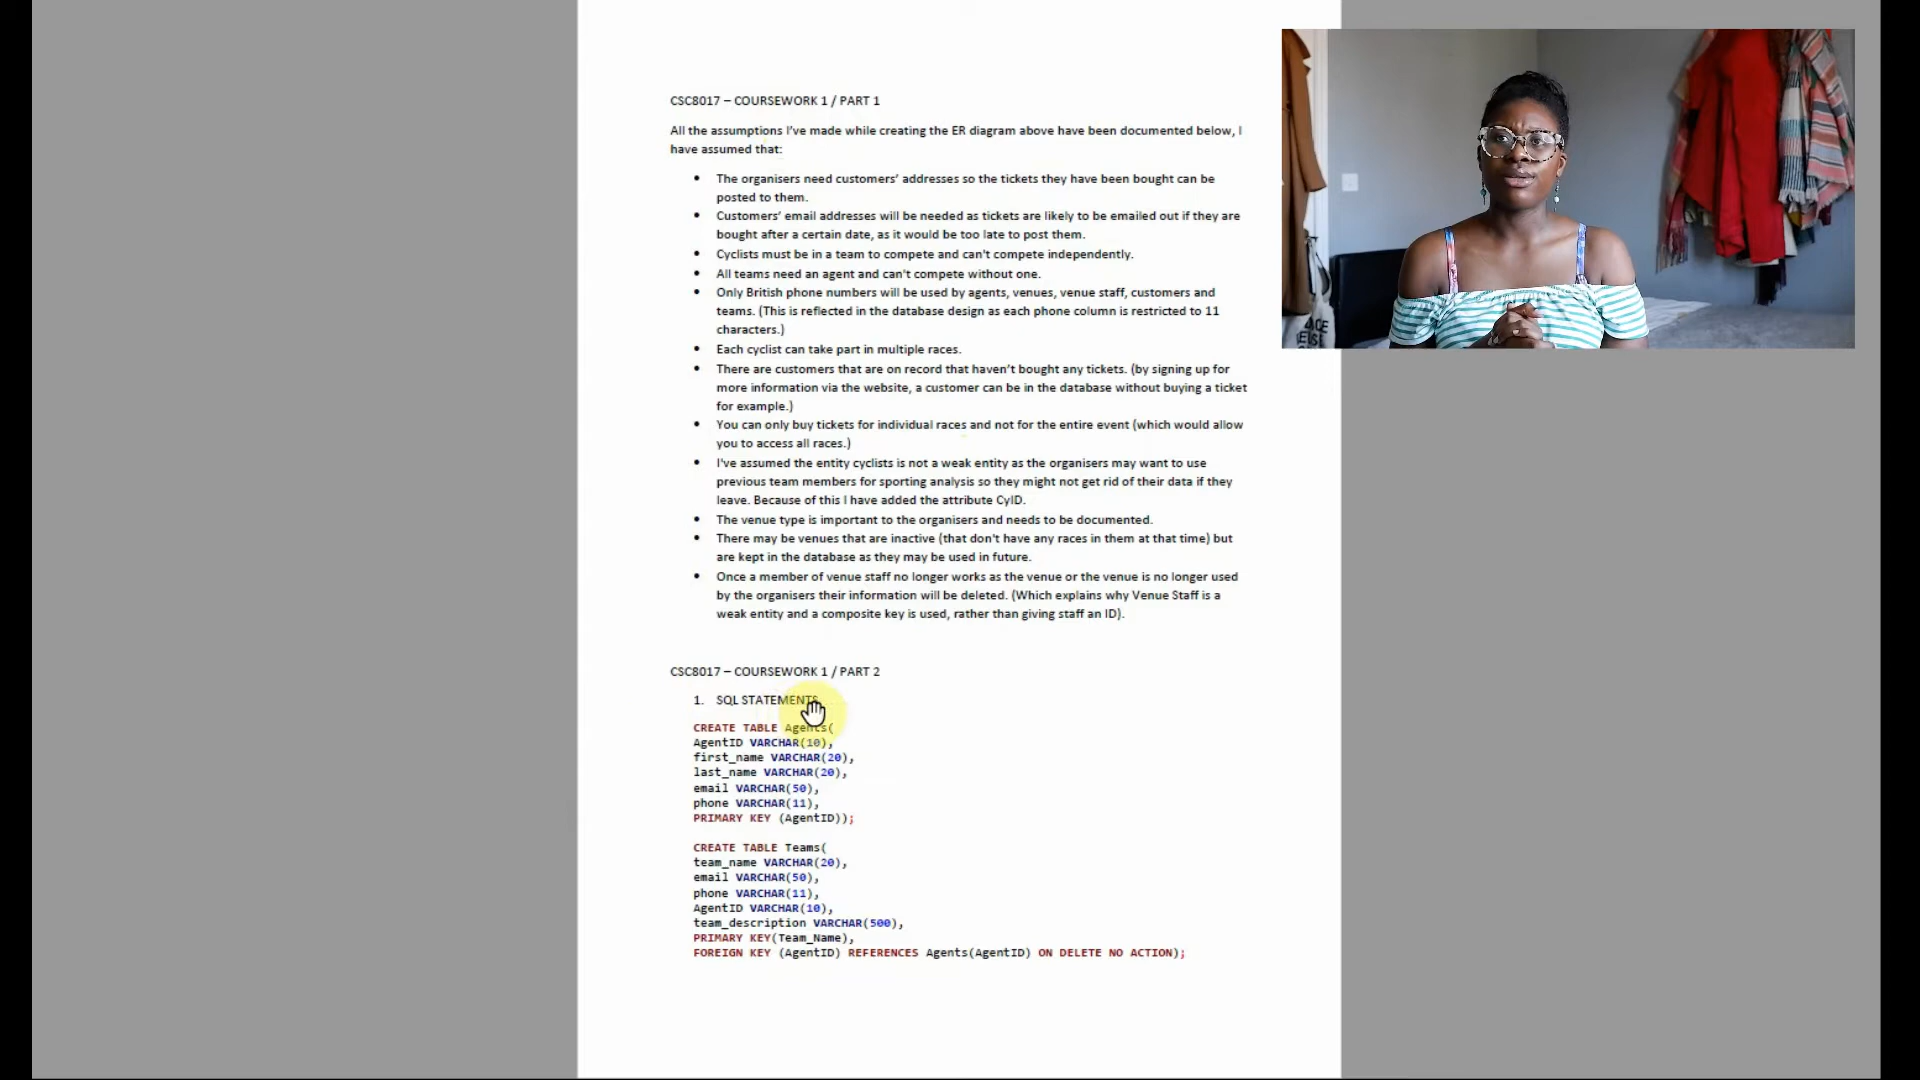 CSC8017 – COURSEWORK 1 / PART 1
All the assumptions I've made while creating the ER diagram above have been documented below, I
have assumed that:
• The organisers need customers' addresses so the tickets they have been bought can be
posted to them.
• Customers' email addresses will be needed as tickets are likely to be emailed out if they are
bought after a certain date, as it would be too late to post them.
• Cyclists must be in a team to compete and can't compete independently.
• All teams need an agent and can't compete without one.
• Only British phone numbers will be used by agents, venues, venue staff, customers and
teams. (This is reflected in the database design as each phone column is restricted to 11
characters.)
• Each cyclist can take part in multiple races.
• There are customers that are on record that haven't bought any tickets. (by signing up for
more information via the website, a customer can be in the database without buying a ticket
for example.)
• You can only buy tickets for individual races and not for the entire event (which would allow
you to access all races.)
• I've assumed the entity cyclists is not a weak entity as the organisers may want to use
previous team members for sporting analysis so they might not get rid of their data if they
leave. Because of this I have added the attribute CyID.
• The venue type is important to the organisers and needs to be documented.
• There may be venues that are inactive (that don't have any races in them at that time) but
are kept in the database as they may be used in future.
• Once a member of venue staff no longer works as the venue or the venue is no longer used
by the organisers their information will be deleted. (Which explains why Venue Staff is a
weak entity and a composite key is used, rather than giving staff an ID).
CSC8017 – COURSEWORK 1 / PART 2
1. SQL STATEMENTS
CREATE TABLE Agents(
AgentID VARCHAR(10),
first_name VARCHAR(20),
last_name VARCHAR(20),
email VARCHAR(50),
phone VARCHAR(11),
PRIMARY KEY (AgentID));
CREATE TABLE Teams(
team_name VARCHAR(20),
email VARCHAR(50),
phone VARCHAR(11),
AgentID VARCHAR(10),
team_description VARCHAR(500),
PRIMARY KEY(Team_Name),
FOREIGN KEY (AgentID) REFERENCES Agents(AgentID) ON DELETE NO ACTION);